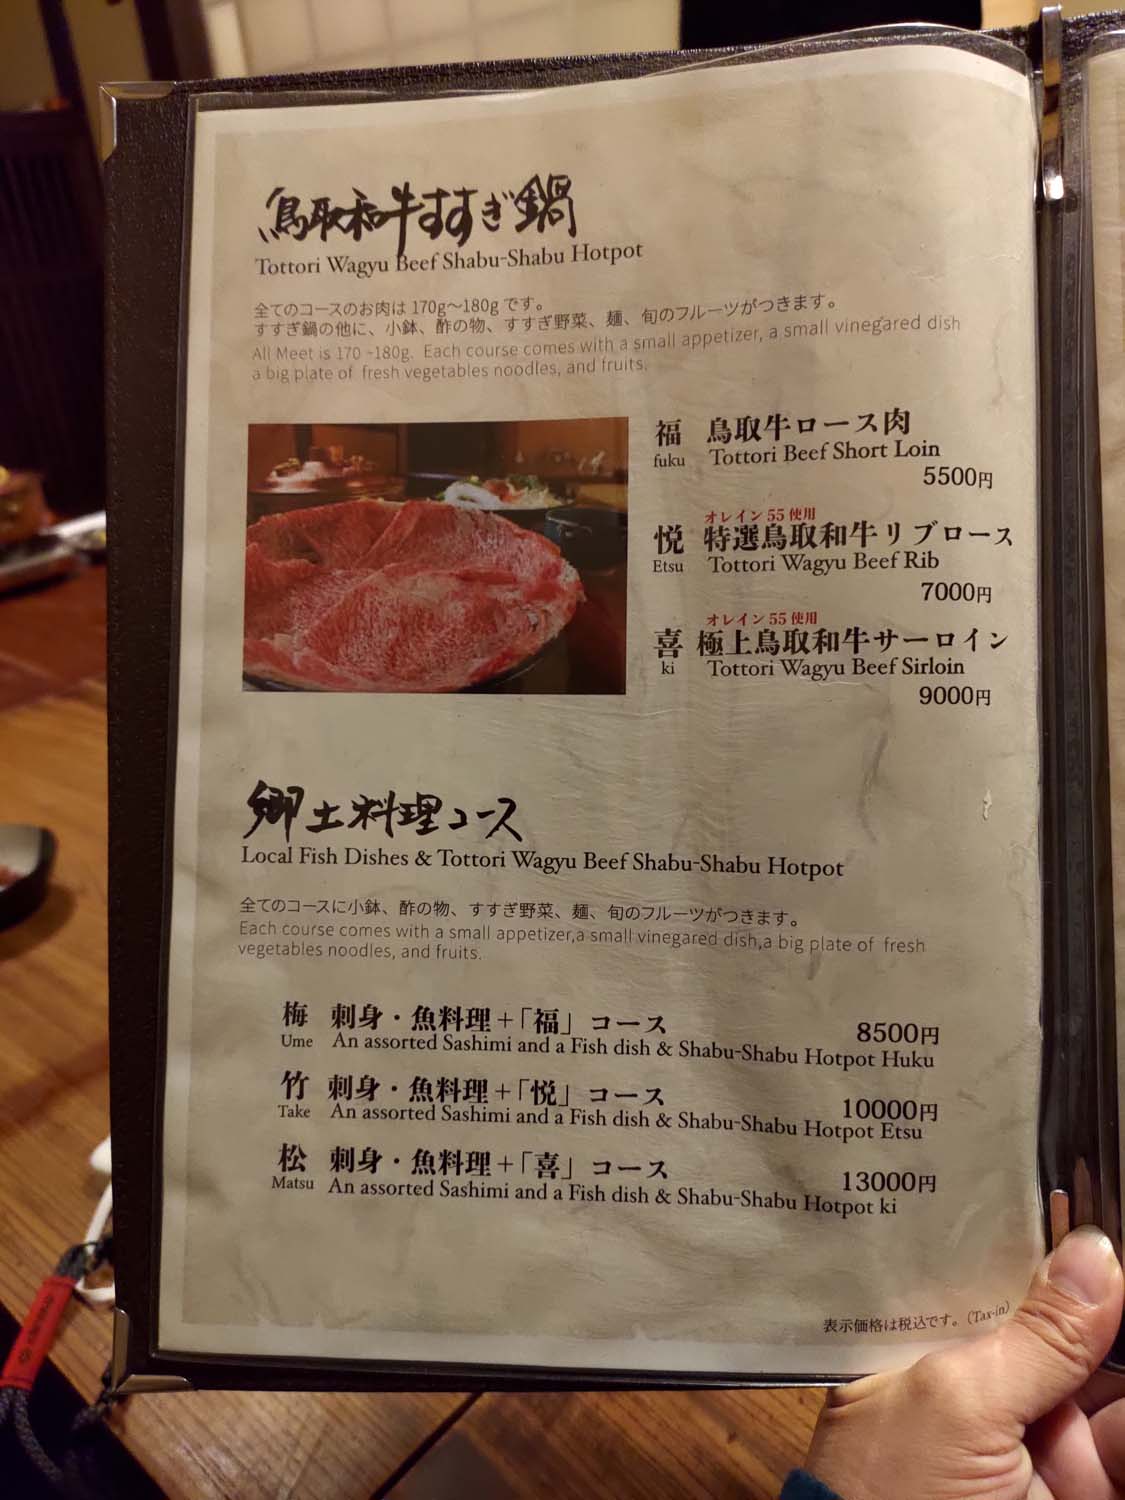 鳥取和牛すすぎ鍋
Tottori Wagyu Beef Shabu-Shabu Hotpot
全てのコースのお肉は 170g〜180g です。
すすぎ鍋の他に、小鉢、酢の物、すすぎ野菜、麺、旬のフルーツがつきます。
All Meet is 170 ~180g. Each course comes with a small appetizer, a small vinegared dish
a big plate of fresh vegetables noodles, and fruits.
福 鳥取牛ロース肉
fuku Tottori Beef Short Loin
5500円
オレイン 55 使用
悦 特選鳥取和牛リブロース
Etsu Tottori Wagyu Beef Rib
7000円
オレイン 55 使用
喜 極上鳥取和牛サーロイン
ki Tottori Wagyu Beef Sirloin
9000円
郷土料理コース
Local Fish Dishes & Tottori Wagyu Beef Shabu-Shabu Hotpot
全てのコースに小鉢、酢の物、すすぎ野菜、麺、旬のフルーツがつきます。
Each course comes with a small appetizer,a small vinegared dish,a big plate of fresh
vegetables noodles, and fruits.
梅 刺身・魚料理+「福」コース 8500円
Ume An assorted Sashimi and a Fish dish & Shabu-Shabu Hotpot Huku
竹 刺身・魚料理+「悦」コース 10000円
Take An assorted Sashimi and a Fish dish & Shabu-Shabu Hotpot Etsu
松 刺身・魚料理+「喜」コース 13000円
Matsu An assorted Sashimi and a Fish dish & Shabu-Shabu Hotpot ki
表示価格は税込です。(Tax-in)